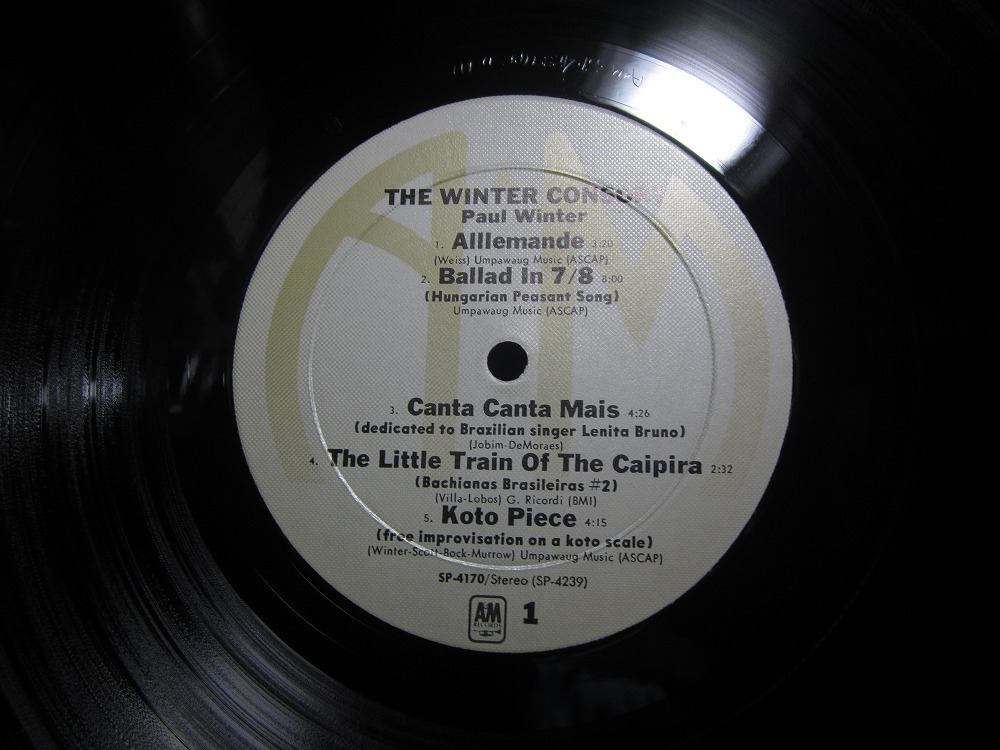 THE WINTER CONSORT
Paul Winter
1. Alllemande 3:20
(Weiss) Umpawaug Music (ASCAP)
2. Ballad In 7/8 8:00
(Hungarian Peasant Song)
Umpawaug Music (ASCAP)
3. Canta Canta Mais 4:26
(dedicated to Brazilian singer Lenita Bruno)
(Jobim-DeMoraes)
4. The Little Train Of The Caipira 2:32
(Bachianas Brasileiras #2)
(Villa-Lobos) G. Ricordi (BMI)
5. Koto Piece 4:15
(free improvisation on a koto scale)
(Winter-Scott-Bock-Murrow) Umpawaug Music (ASCAP)
SP-4170/Stereo (SP-4239)
A&M RECORDS 1